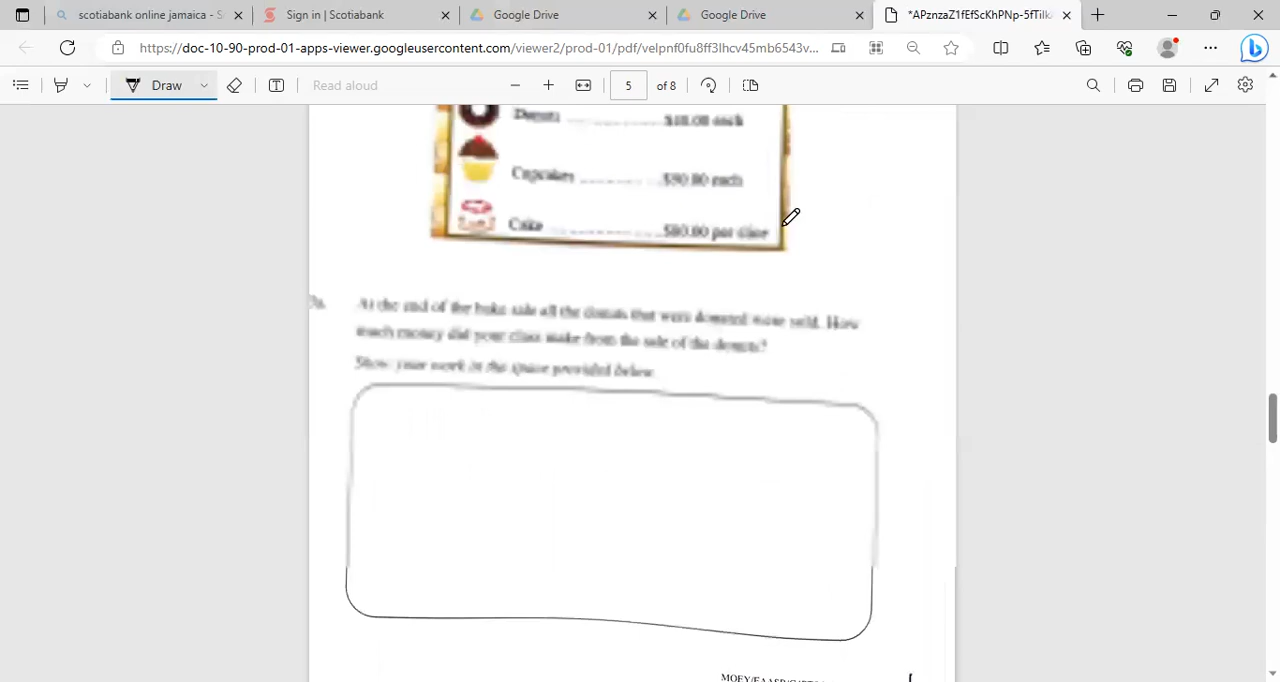 scotiabank online jamaica - S
Sign in | Scotiabank
Google Drive
Google Drive
*APznzaZ1fEfScKhPNp-5fTilk
https://doc-10-90-prod-01-apps-viewer.googleusercontent.com/viewer2/prod-01/pdf/velpnf0fu8ff3lhcv45mb6543v...
Draw
Read aloud
5
of 8
Donuts ............... each
Cupcakes ............ each
Cake ............... $80.00 per slice
At the end of the bake sale all the donuts that were donated were sold. How
much money did your class make from the sale of the donuts?
Show your work in the space provided below.